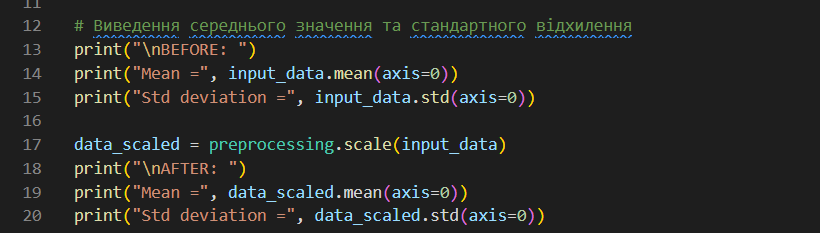 11
12 # Виведення середнього значення та стандартного відхилення
13 print("\nBEFORE: ")
14 print("Mean =", input_data.mean(axis=0))
15 print("Std deviation =", input_data.std(axis=0))
16
17 data_scaled = preprocessing.scale(input_data)
18 print("\nAFTER: ")
19 print("Mean =", data_scaled.mean(axis=0))
20 print("Std deviation =", data_scaled.std(axis=0))